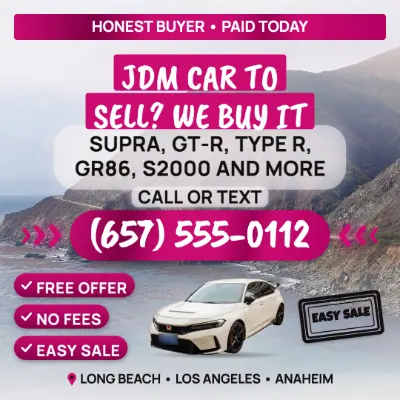 HONEST BUYER • PAID TODAY
JDM CAR TO
SELL? WE BUY IT
SUPRA, GT-R, TYPE R,
GR86, S2000 AND MORE
CALL OR TEXT
(657) 555-0112
FREE OFFER
NO FEES
EASY SALE
EASY SALE
LONG BEACH • LOS ANGELES • ANAHEIM